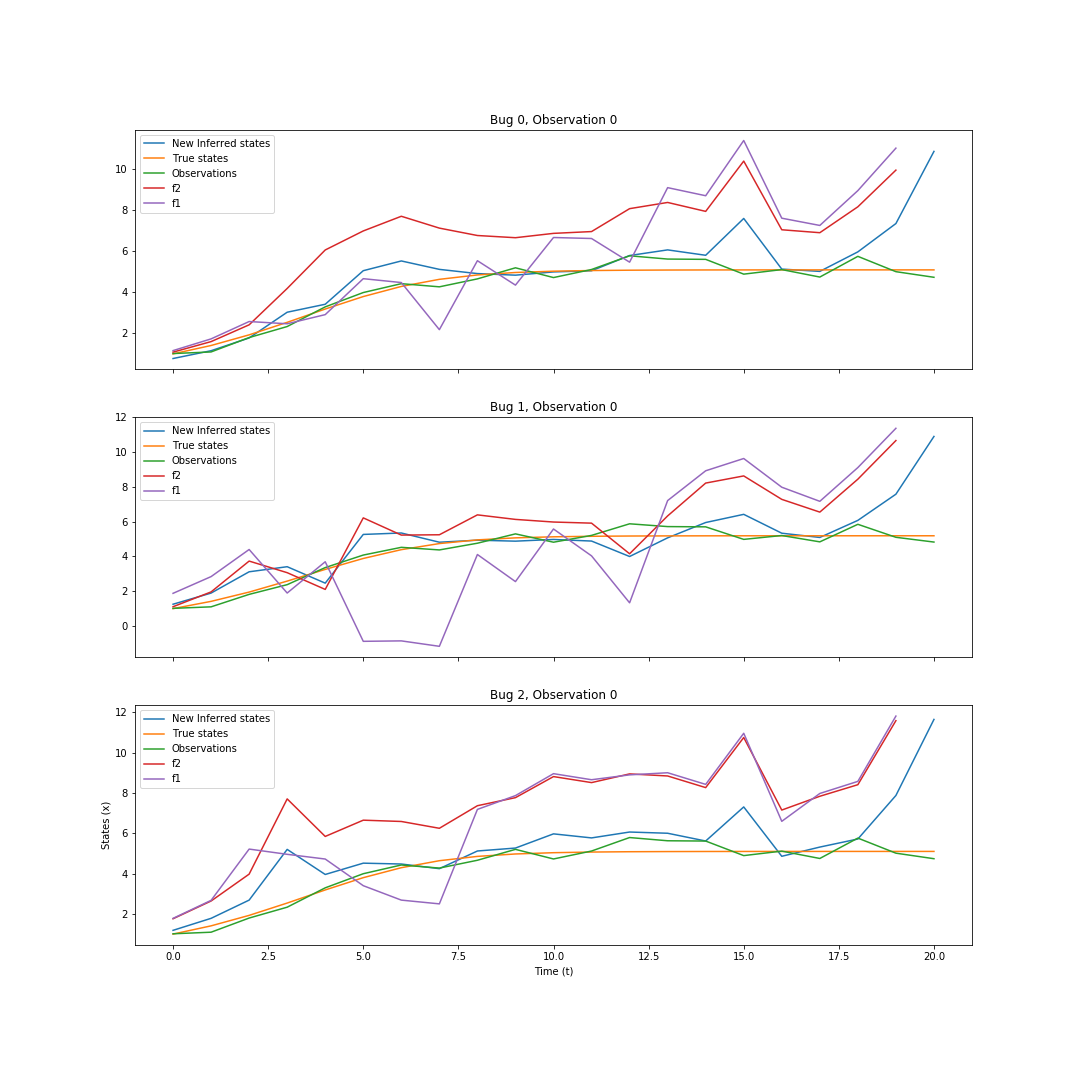 Bug 0, Observation 0
New Inferred states
True states
Observations
f2
f1
10
8
6
4
2
Bug 1, Observation 0
New Inferred states
True states
Observations
f2
f1
12
10
8
6
4
2
0
Bug 2, Observation 0
New Inferred states
True states
Observations
f2
f1
12
10
8
6
4
2
States (x)
0.0 2.5 5.0 7.5 10.0 12.5 15.0 17.5 20.0
Time (t)